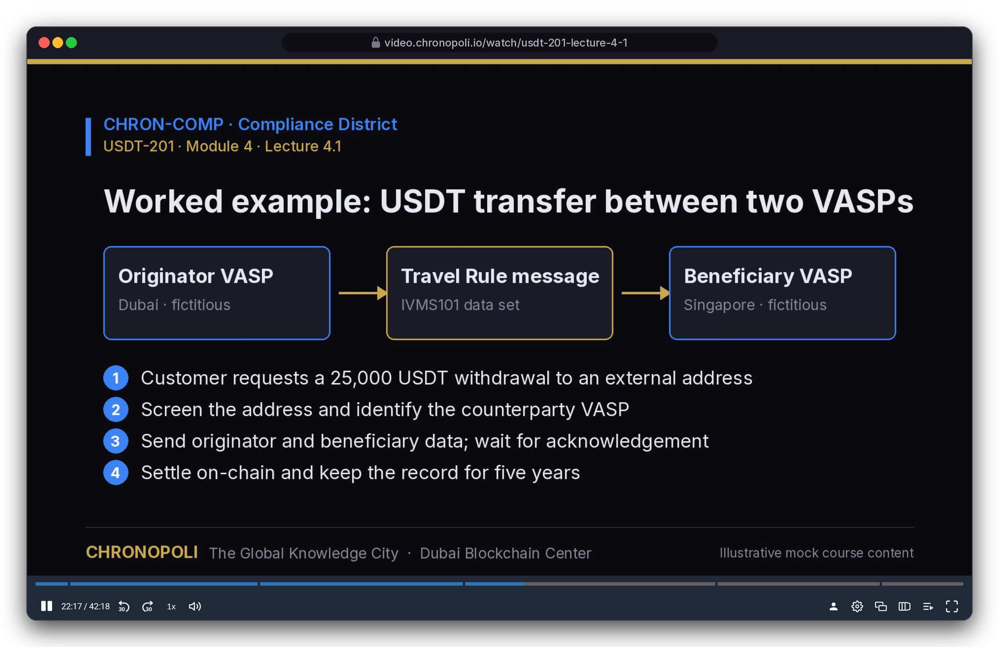 video.chronopoli.io/watch/usdt-201-lecture-4-1
CHRON-COMP · Compliance District
USDT-201 · Module 4 · Lecture 4.1
Worked example: USDT transfer between two VASPs
Originator VASP
Dubai · fictitious
Travel Rule message
IVMS101 data set
Beneficiary VASP
Singapore · fictitious
1 Customer requests a 25,000 USDT withdrawal to an external address
2 Screen the address and identify the counterparty VASP
3 Send originator and beneficiary data; wait for acknowledgement
4 Settle on-chain and keep the record for five years
CHRONOPOLI The Global Knowledge City · Dubai Blockchain Center Illustrative mock course content
22:17 / 42:18 30 30 1x